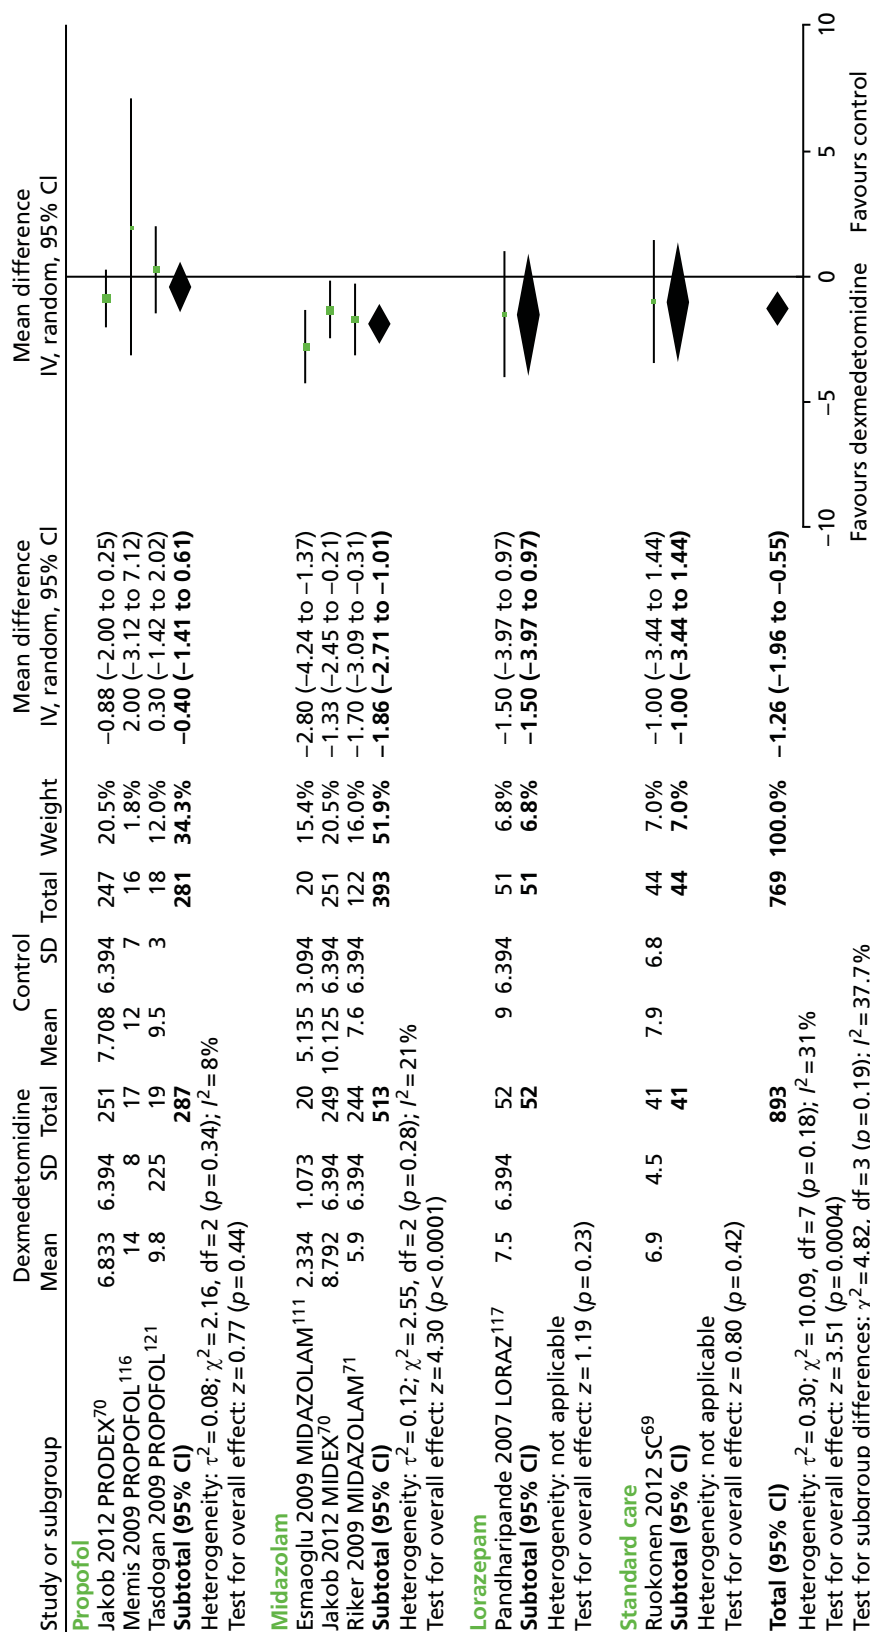 Dexmedetomidine Control Mean difference Mean difference
Study or subgroup Mean SD Total Mean SD Total Weight IV, random, 95% CI IV, random, 95% CI
Propofol
Jakob 2012 PRODEX70 6.833 6.394 251 7.708 6.394 247 20.5% −0.88 (−2.00 to 0.25)
Memis 2009 PROPOFOL116 14 8 17 12 7 16 1.8% 2.00 (−3.12 to 7.12)
Tasdogan 2009 PROPOFOL121 9.8 225 19 9.5 3 18 12.0% 0.30 (−1.42 to 2.02)
Subtotal (95% CI) 287 281 34.3% −0.40 (−1.41 to 0.61)
Heterogeneity: τ2=0.08; χ2=2.16, df=2 (p=0.34); I2=8%
Test for overall effect: z=0.77 (p=0.44)
Midazolam
Esmaoglu 2009 MIDAZOLAM111 2.334 1.073 20 5.135 3.094 20 15.4% −2.80 (−4.24 to −1.37)
Jakob 2012 MIDEX70 8.792 6.394 249 10.125 6.394 251 20.5% −1.33 (−2.45 to −0.21)
Riker 2009 MIDAZOLAM71 5.9 6.394 244 7.6 6.394 122 16.0% −1.70 (−3.09 to −0.31)
Subtotal (95% CI) 513 393 51.9% −1.86 (−2.71 to −1.01)
Heterogeneity: τ2=0.12; χ2=2.55, df=2 (p=0.28); I2=21%
Test for overall effect: z=4.30 (p<0.0001)
Lorazepam
Pandharipande 2007 LORAZ117 7.5 6.394 52 9 6.394 51 6.8% −1.50 (−3.97 to 0.97)
Subtotal (95% CI) 52 51 6.8% −1.50 (−3.97 to 0.97)
Heterogeneity: not applicable
Test for overall effect: z=1.19 (p=0.23)
Standard care
Ruokonen 2012 SC69 6.9 4.5 41 7.9 6.8 44 7.0% −1.00 (−3.44 to 1.44)
Subtotal (95% CI) 41 44 7.0% −1.00 (−3.44 to 1.44)
Heterogeneity: not applicable
Test for overall effect: z=0.80 (p=0.42)
Total (95% CI) 893 769 100.0% −1.26 (−1.96 to −0.55)
Heterogeneity: τ2=0.30; χ2=10.09, df=7 (p=0.18); I2=31%
Test for overall effect: z=3.51 (p=0.0004)
Test for subgroup differences: χ2=4.82, df=3 (p=0.19); I2=37.7%
−10 −5 0 5 10
Favours dexmedetomidine Favours control